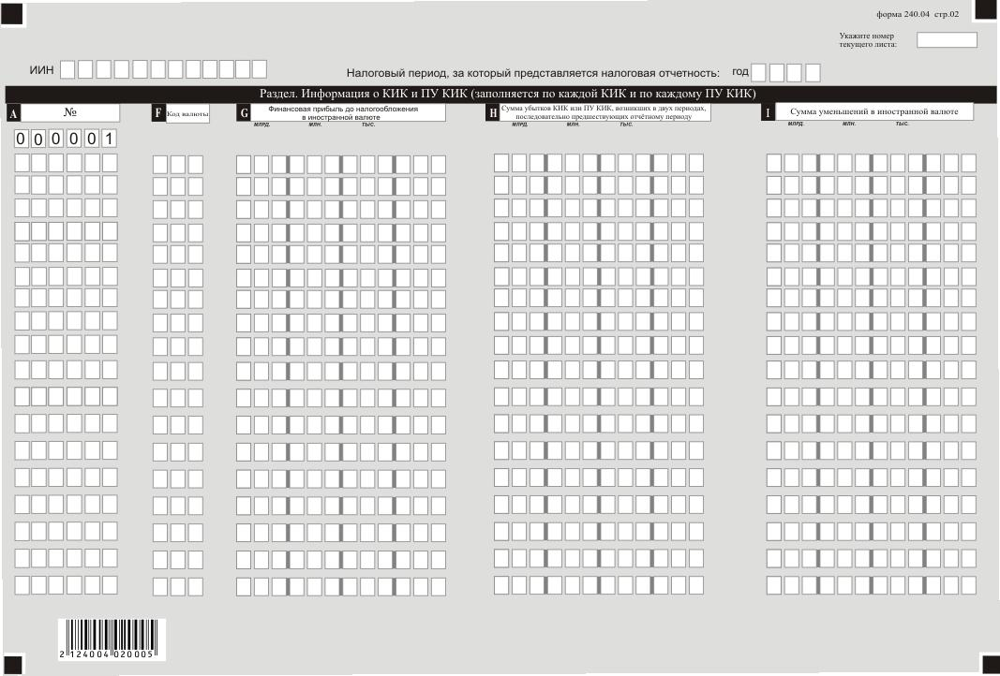 форма 240.04 стр.02
Укажите номер
текущего листа:
ИИН
Налоговый период, за который представляется налоговая отчетность: год
Раздел. Информация о КИК и ПУ КИК (заполняется по каждой КИК и по каждому ПУ КИК)
A №
F Код валюты
G Финансовая прибыль до налогообложения
в иностранной валюте
H Сумма убытков КИК или ПУ КИК, возникших в двух периодах,
последовательно предшествующих отчётному периоду
I Сумма уменьшений в иностранной валюте
МЛРД. МЛН. ТЫС. МЛРД. МЛН. ТЫС. МЛРД. МЛН. ТЫС.
000001
2 124004 020005